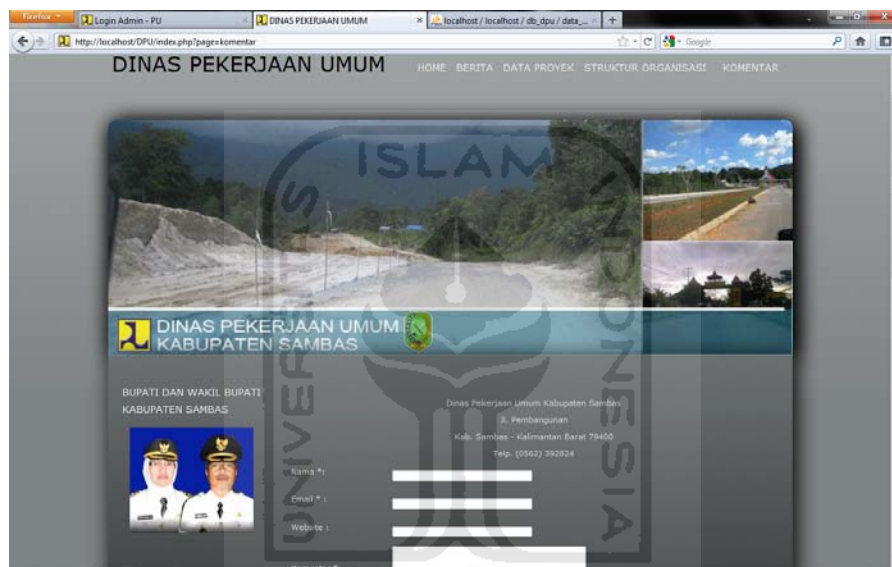 Firefox
Login Admin - PU
DINAS PEKERJAAN UMUM
localhost / localhost / db_dpu / data_...
http://localhost/DPU/index.php?page=komentar
Google
DINAS PEKERJAAN UMUM
HOME BERITA DATA PROYEK STRUKTUR ORGANISASI KOMENTAR
DINAS PEKERJAAN UMUM
KABUPATEN SAMBAS
BUPATI DAN WAKIL BUPATI
KABUPATEN SAMBAS
Dinas Pekerjaan Umum Kabupaten Sambas
Jl. Pembangunan
Kab. Sambas - Kalimantan Barat 79400
Telp. (0562) 392824
Nama *:
Email * :
Website :
UNIVERSITAS ISLAM INDONESIA